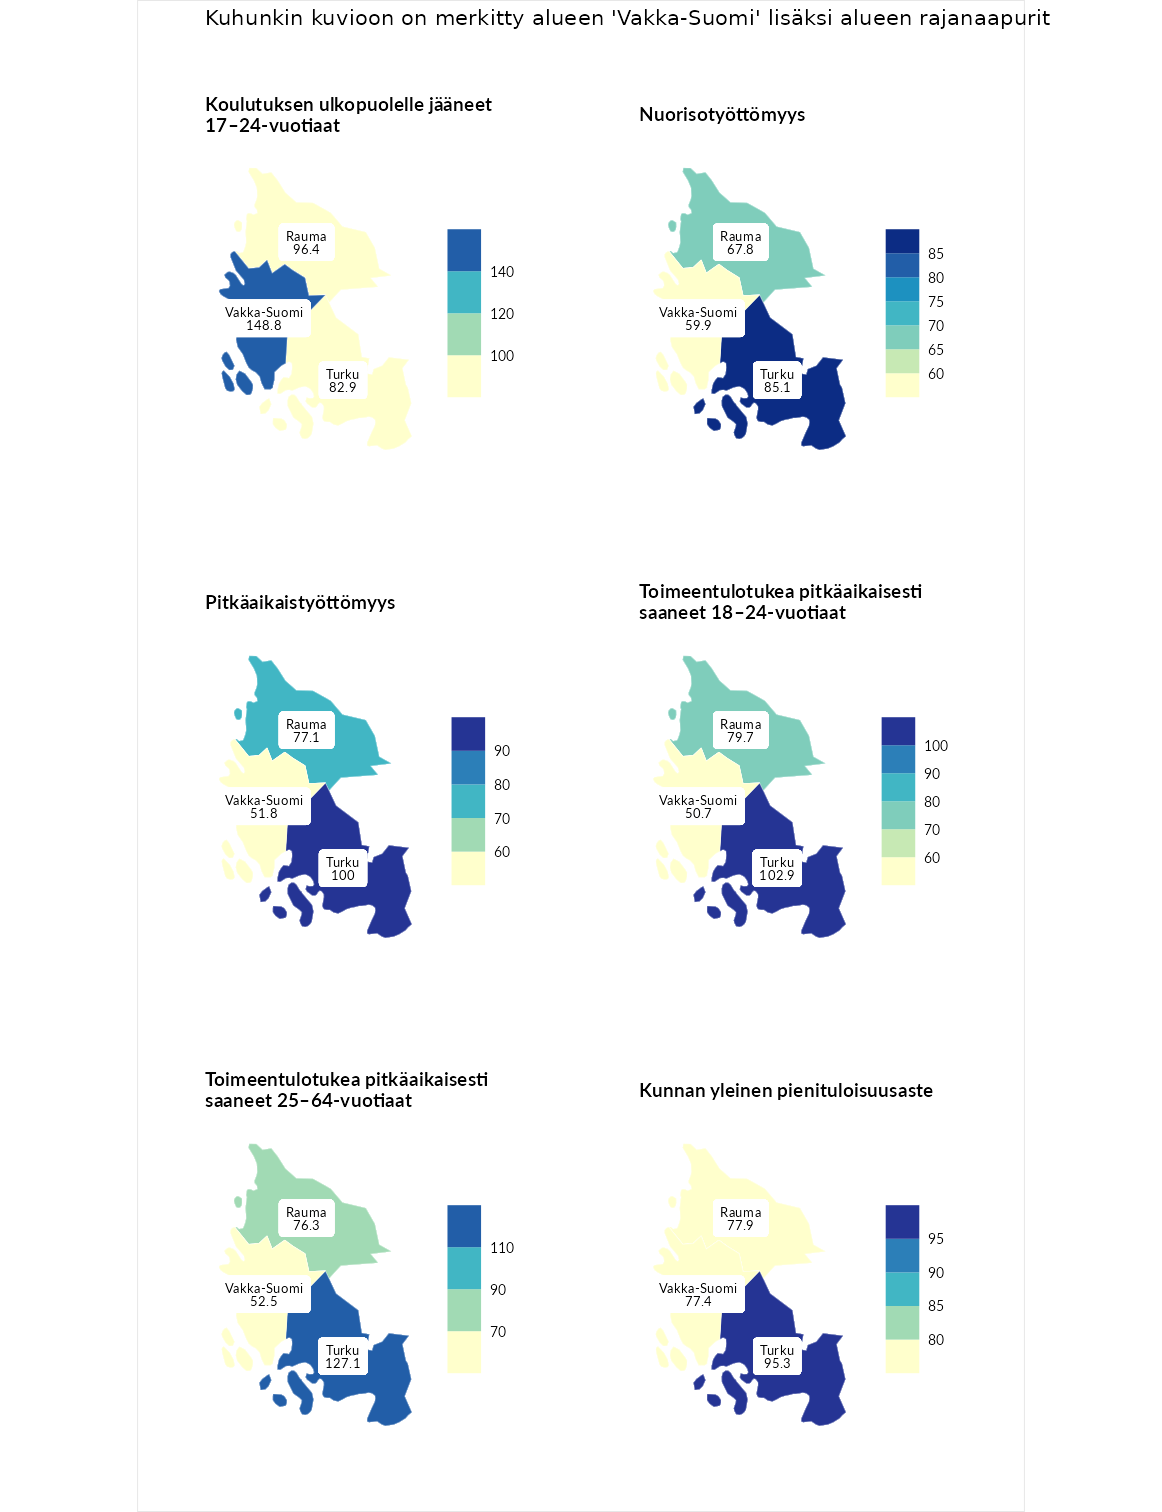 Kuhunkin kuvioon on merkitty alueen 'Vakka-Suomi' lisäksi alueen rajanaapurit
Koulutuksen ulkopuolelle jääneet
17–24-vuotiaat
Rauma
96.4
Vakka-Suomi
148.8
Turku
82.9
140
120
100
Nuorisotyöttömyys
Rauma
67.8
Vakka-Suomi
59.9
Turku
85.1
85
80
75
70
65
60
Pitkäaikaistyöttömyys
Rauma
77.1
Vakka-Suomi
51.8
Turku
100
90
80
70
60
Toimeentulotukea pitkäaikaisesti
saaneet 18–24-vuotiaat
Rauma
79.7
Vakka-Suomi
50.7
Turku
102.9
100
90
80
70
60
Toimeentulotukea pitkäaikaisesti
saaneet 25–64-vuotiaat
Rauma
76.3
Vakka-Suomi
52.5
Turku
127.1
110
90
70
Kunnan yleinen pienituloisuusaste
Rauma
77.9
Vakka-Suomi
77.4
Turku
95.3
95
90
85
80